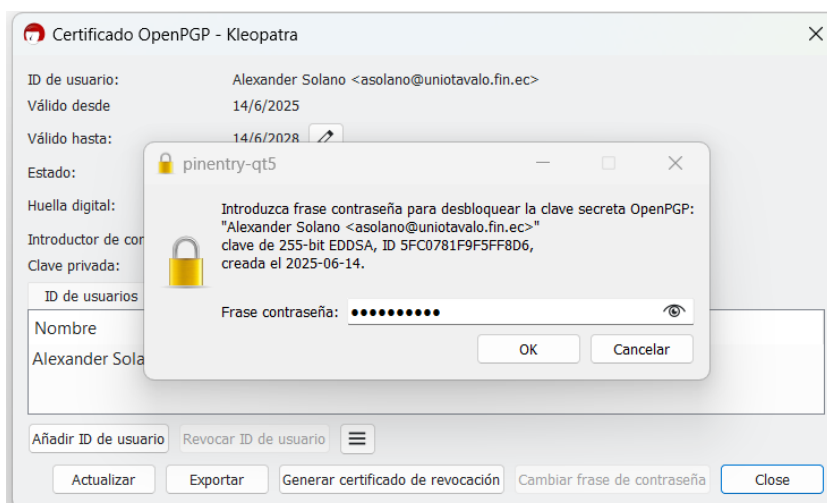 Certificado OpenPGP - Kleopatra
ID de usuario: Alexander Solano <asolano@uniotavalo.fin.ec>
Válido desde 14/6/2025
Válido hasta: 14/6/2028
Estado:
Huella digital:
Introductor de cor
Clave privada:
pinentry-qt5
Introduzca frase contraseña para desbloquear la clave secreta OpenPGP:
"Alexander Solano <asolano@uniotavalo.fin.ec>"
clave de 255-bit EDDSA, ID 5FC0781F9F5FF8D6,
creada el 2025-06-14.
Frase contraseña: ●●●●●●●●●●
OK Cancelar
ID de usuarios
Nombre
Alexander Sola
Añadir ID de usuario Revocar ID de usuario
Actualizar Exportar Generar certificado de revocación Cambiar frase de contraseña Close